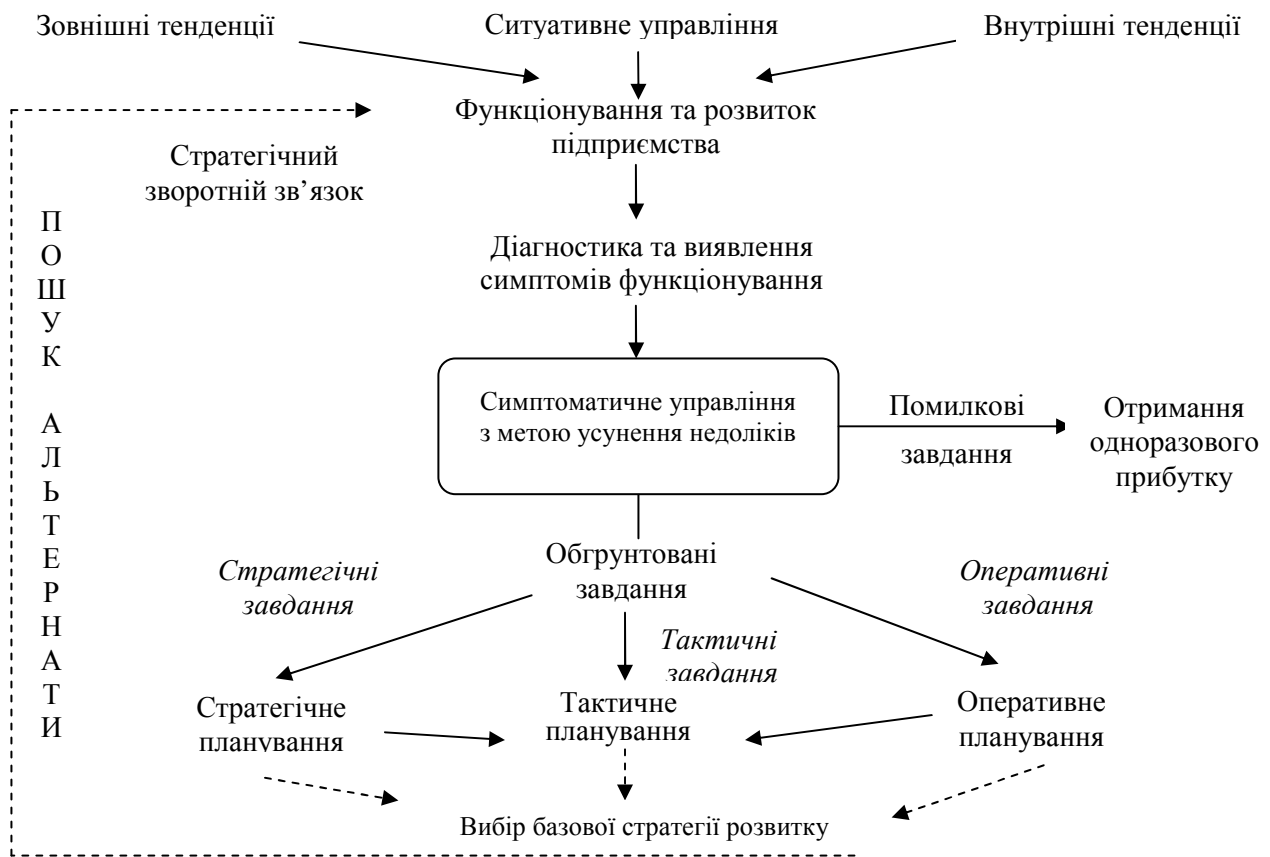 Зовнішні тенденції
Ситуативне управління
Внутрішні тенденції
Функціонування та розвиток
підприємства
Стратегічний
зворотній зв’язок
Діагностика та виявлення
симптомів функціонування
Симптоматичне управління
з метою усунення недоліків
Помилкові
завдання
Отримання
одноразового
прибутку
Обгрунтовані
завдання
Стратегічні
завдання
Тактичні
завдання
Оперативні
завдання
Стратегічне
планування
Тактичне
планування
Оперативне
планування
Вибір базової стратегії розвитку
П
О
Ш
У
К
А
Л
Ь
Т
Е
Р
Н
А
Т
И